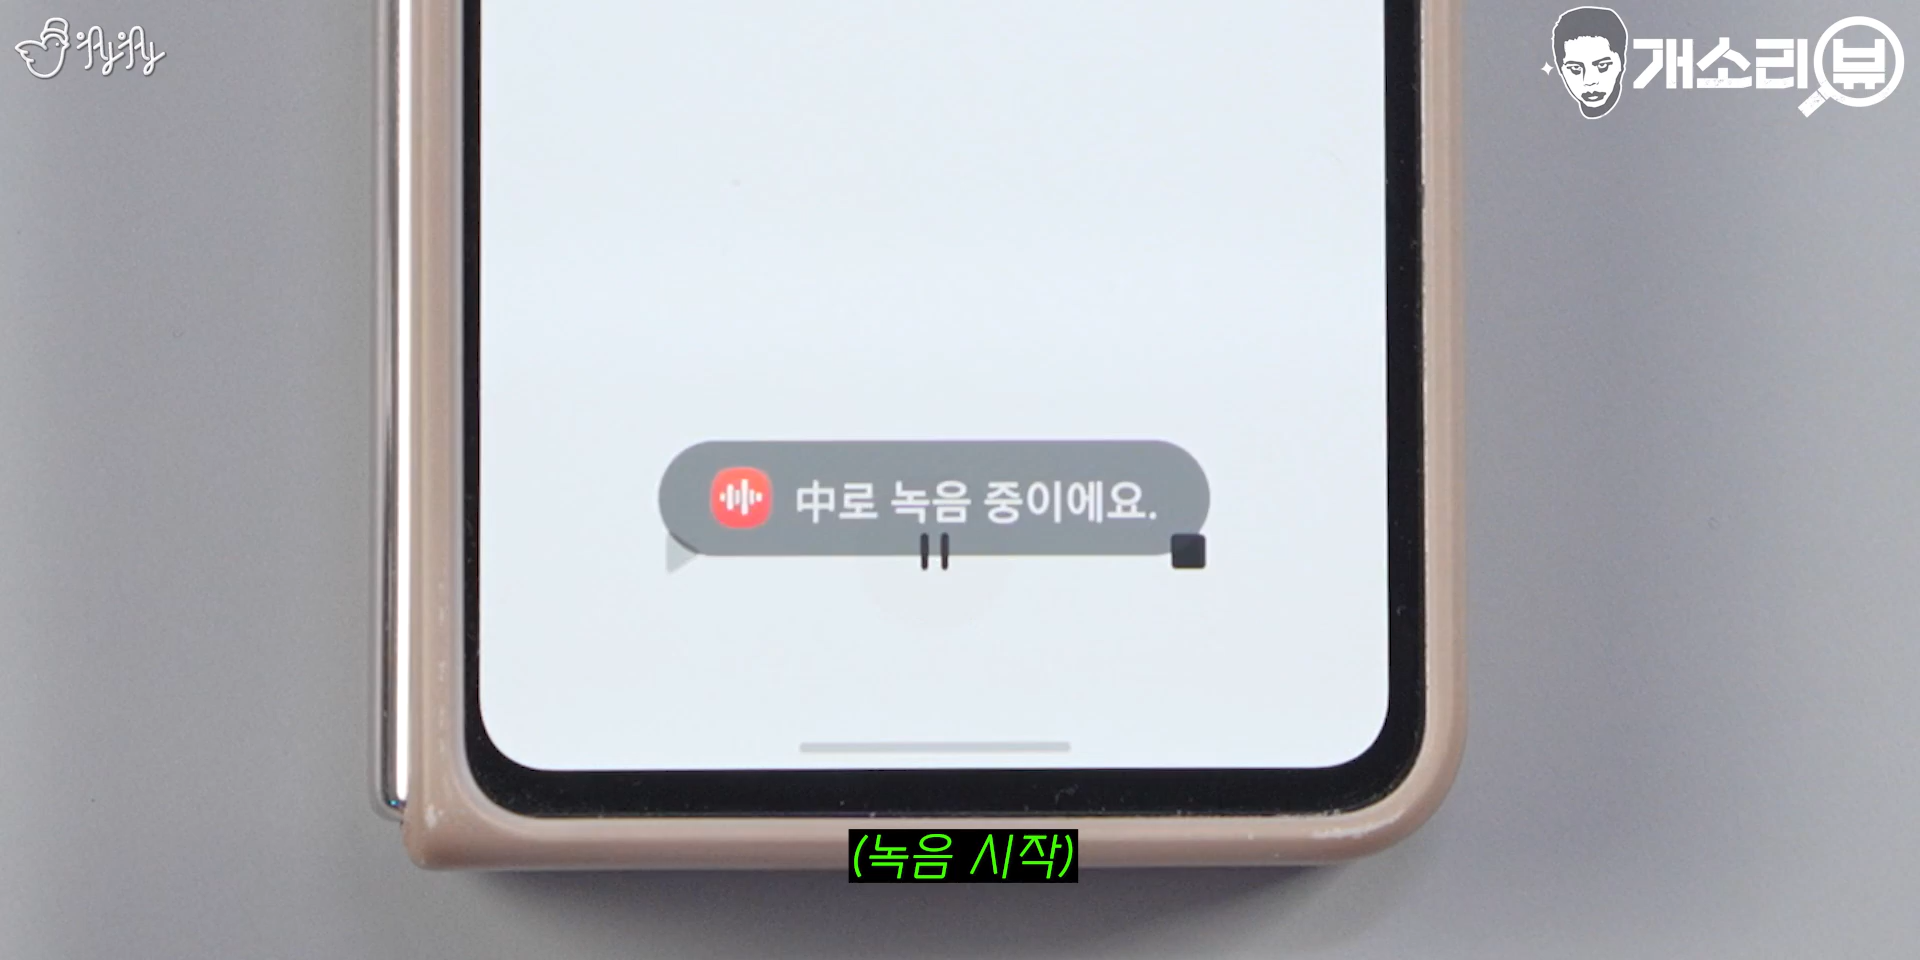 개소리뷰
中로 녹음 중이에요.
(녹음 시작)